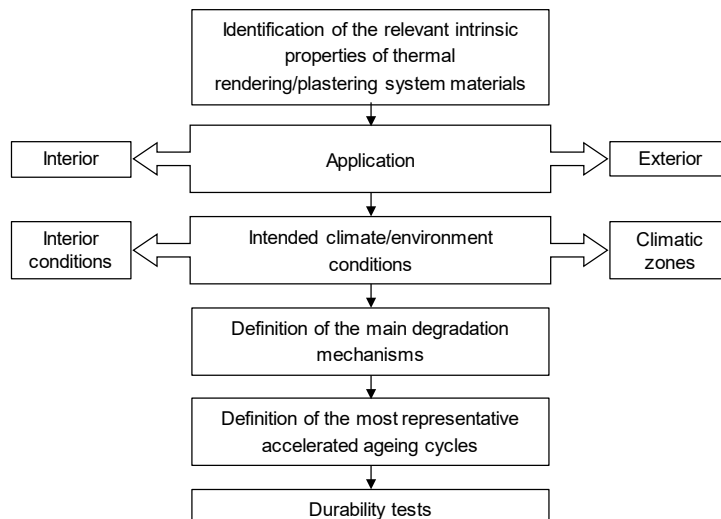 Identification of the relevant intrinsic
properties of thermal
rendering/plastering system materials
Interior
Application
Exterior
Interior
conditions
Intended climate/environment
conditions
Climatic
zones
Definition of the main degradation
mechanisms
Definition of the most representative
accelerated ageing cycles
Durability tests